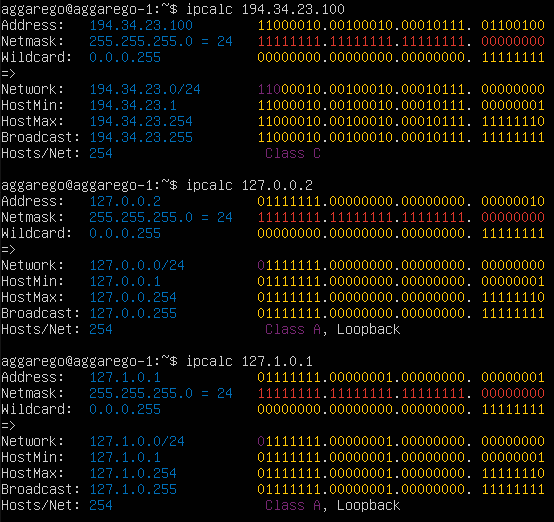 aggarego@aggarego-1:~$ ipcalc 194.34.23.100
Address:   194.34.23.100        11000010.00100010.00010111. 01100100
Netmask:   255.255.255.0 = 24   11111111.11111111.11111111. 00000000
Wildcard:  0.0.0.255            00000000.00000000.00000000. 11111111
=>
Network:   194.34.23.0/24       11000010.00100010.00010111. 00000000
HostMin:   194.34.23.1          11000010.00100010.00010111. 00000001
HostMax:   194.34.23.254        11000010.00100010.00010111. 11111110
Broadcast: 194.34.23.255        11000010.00100010.00010111. 11111111
Hosts/Net: 254                   Class C
aggarego@aggarego-1:~$ ipcalc 127.0.0.2
Address:   127.0.0.2            01111111.00000000.00000000. 00000010
Netmask:   255.255.255.0 = 24   11111111.11111111.11111111. 00000000
Wildcard:  0.0.0.255            00000000.00000000.00000000. 11111111
=>
Network:   127.0.0.0/24         01111111.00000000.00000000. 00000000
HostMin:   127.0.0.1            01111111.00000000.00000000. 00000001
HostMax:   127.0.0.254          01111111.00000000.00000000. 11111110
Broadcast: 127.0.0.255          01111111.00000000.00000000. 11111111
Hosts/Net: 254                   Class A, Loopback
aggarego@aggarego-1:~$ ipcalc 127.1.0.1
Address:   127.1.0.1            01111111.00000001.00000000. 00000001
Netmask:   255.255.255.0 = 24   11111111.11111111.11111111. 00000000
Wildcard:  0.0.0.255            00000000.00000000.00000000. 11111111
=>
Network:   127.1.0.0/24         01111111.00000001.00000000. 00000000
HostMin:   127.1.0.1            01111111.00000001.00000000. 00000001
HostMax:   127.1.0.254          01111111.00000001.00000000. 11111110
Broadcast: 127.1.0.255          01111111.00000001.00000000. 11111111
Hosts/Net: 254                   Class A, Loopback